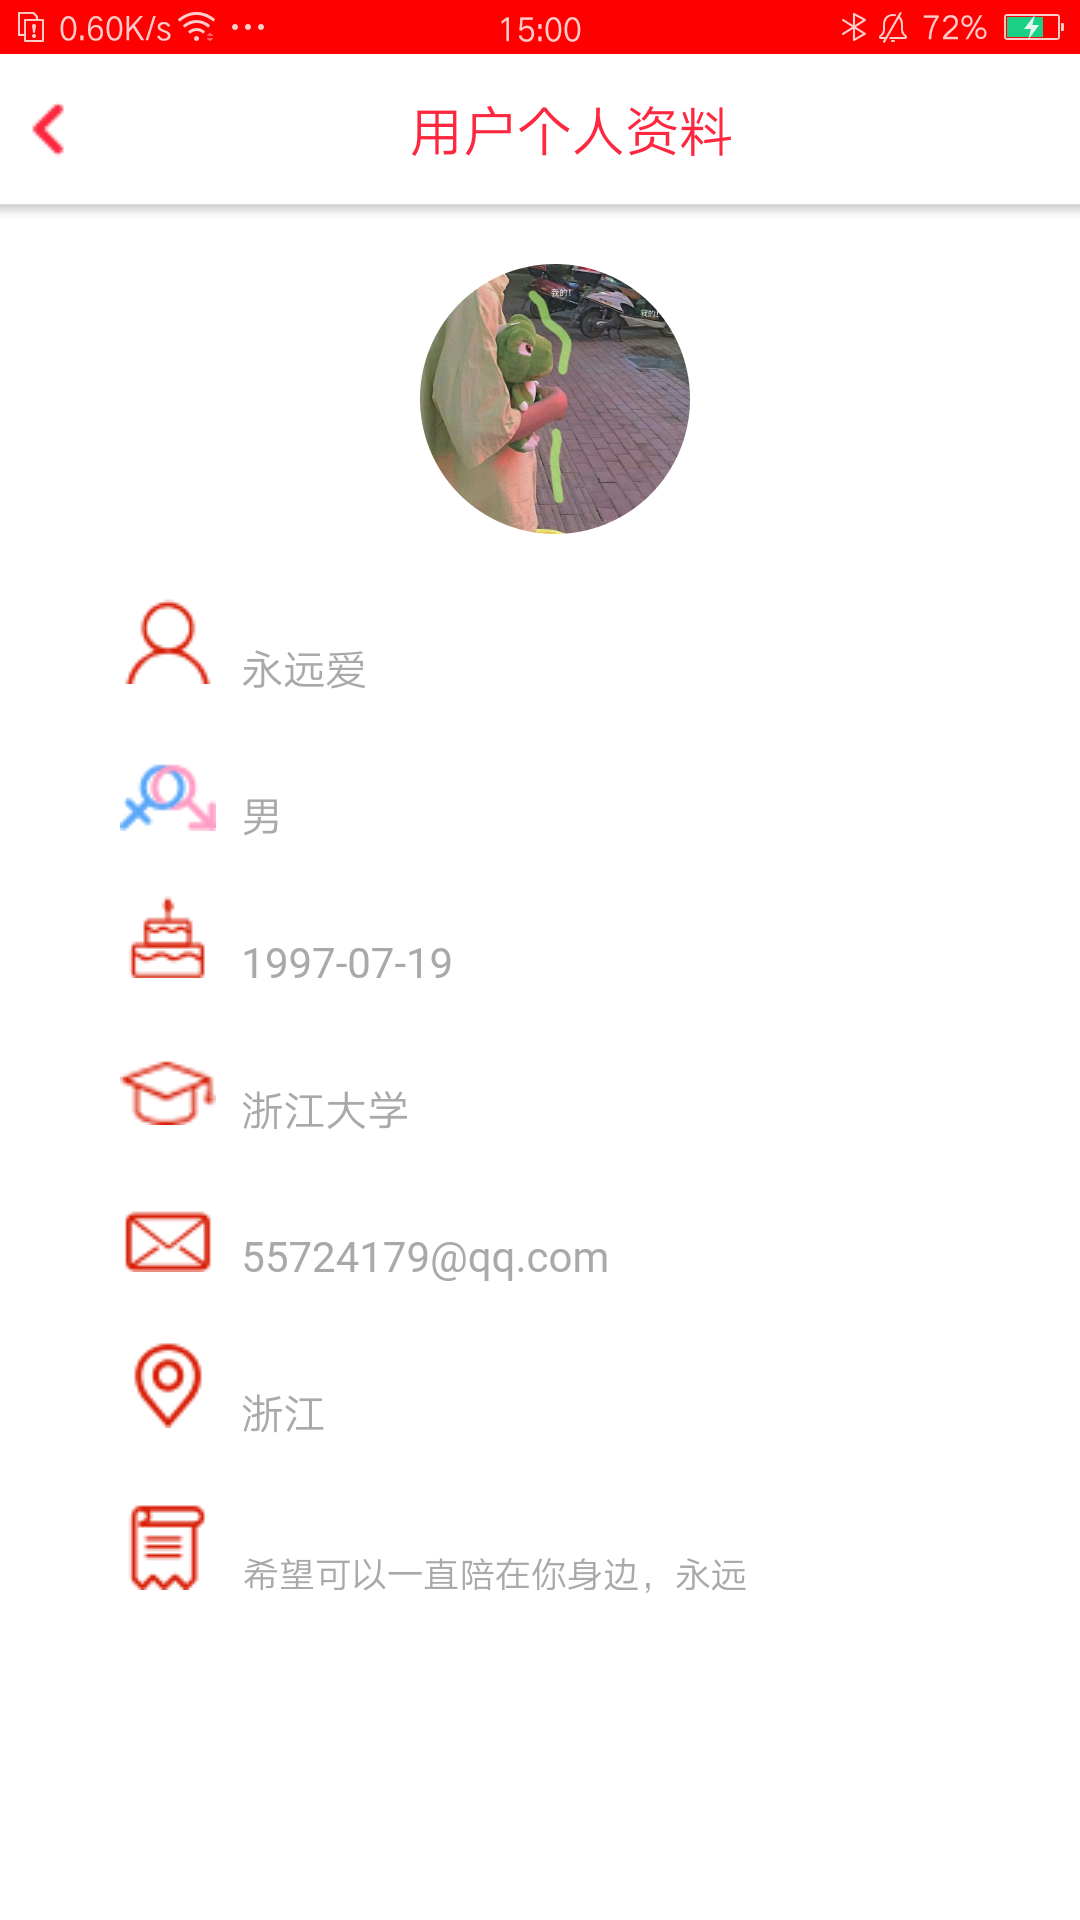 0.60K/s 15:00 72%
用户个人资料
我的!
我的!
永远爱
男
1997-07-19
浙江大学
55724179@qq.com
浙江
希望可以一直陪在你身边，永远